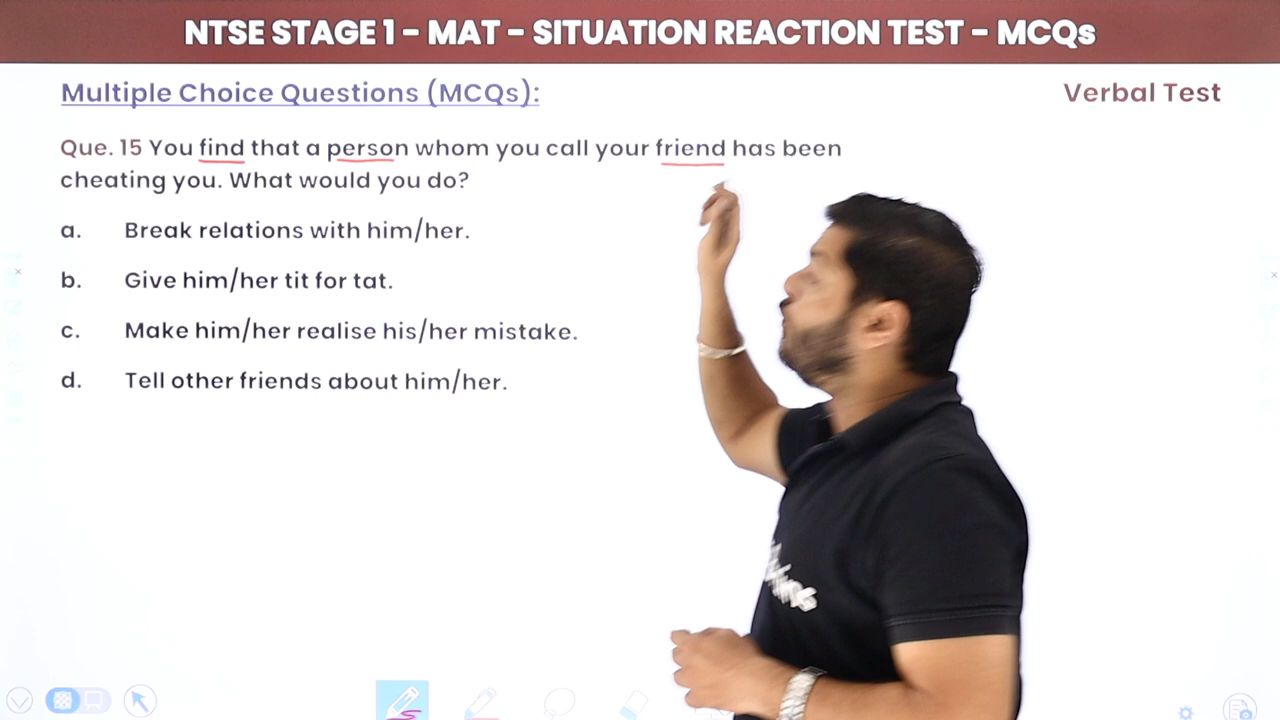 NTSE STAGE 1 – MAT – SITUATION REACTION TEST – MCQs
Multiple Choice Questions (MCQs):
Verbal Test
Que. 15 You find that a person whom you call your friend has been
cheating you. What would you do?
a. Break relations with him/her.
b. Give him/her tit for tat.
c. Make him/her realise his/her mistake.
d. Tell other friends about him/her.